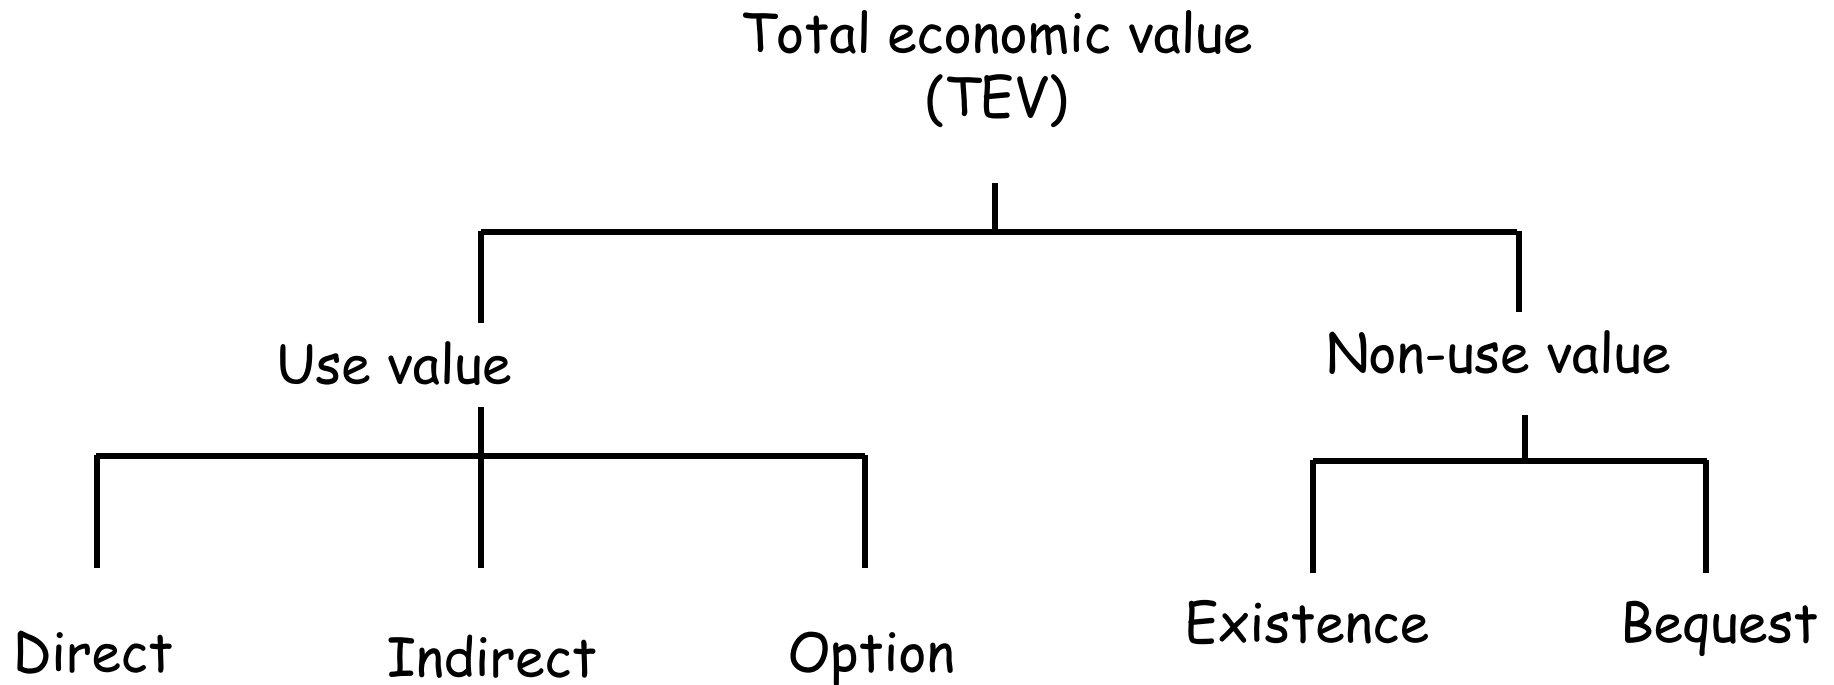 Total economic value
(TEV)
Use value
Non-use value
Direct
Indirect
Option
Existence
Bequest